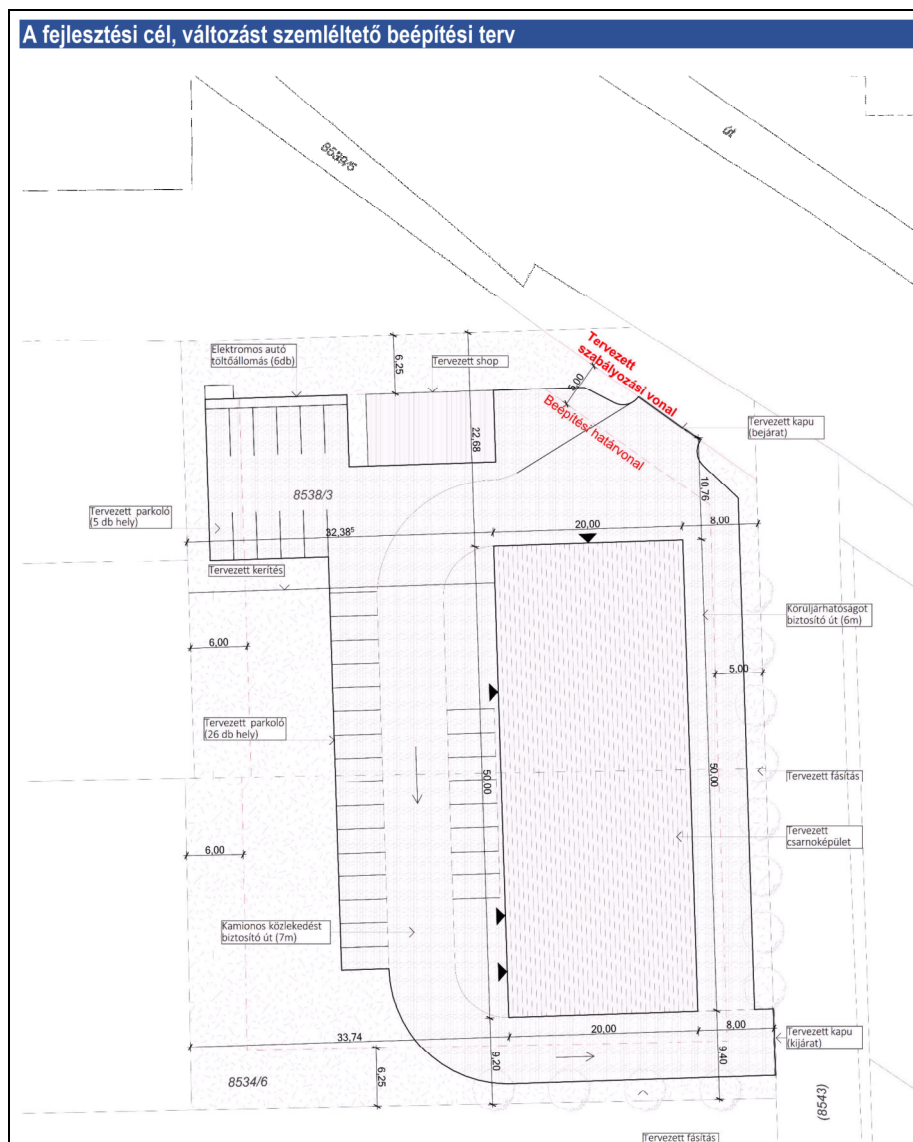 A fejlesztési cél, változást szemléltető beépítési terv
út
Tervezett
szabályozási vonal
Elektromos autó
töltőállomás (6db)
6,25
Tervezett shop
5,00
Beépítési határvonal
Tervezett kapu
(bejárat)
22,68
10,76
8538/3
Tervezett parkoló
(5 db hely)
32,38⁵
20,00
8,00
Tervezett kerítés
Körüljárhatóságot
biztosító út (6m)
6,00
5,00
Tervezett parkoló
(26 db hely)
50,00
50,00
Tervezett fásítás
Tervezett
csarnoképület
6,00
Kamionos közlekedést
biztosító út (7m)
33,74
20,00
8,00
Tervezett kapu
(kijárat)
9,20
9,40
6,25
8534/6
(8543)
Tervezett fásítás